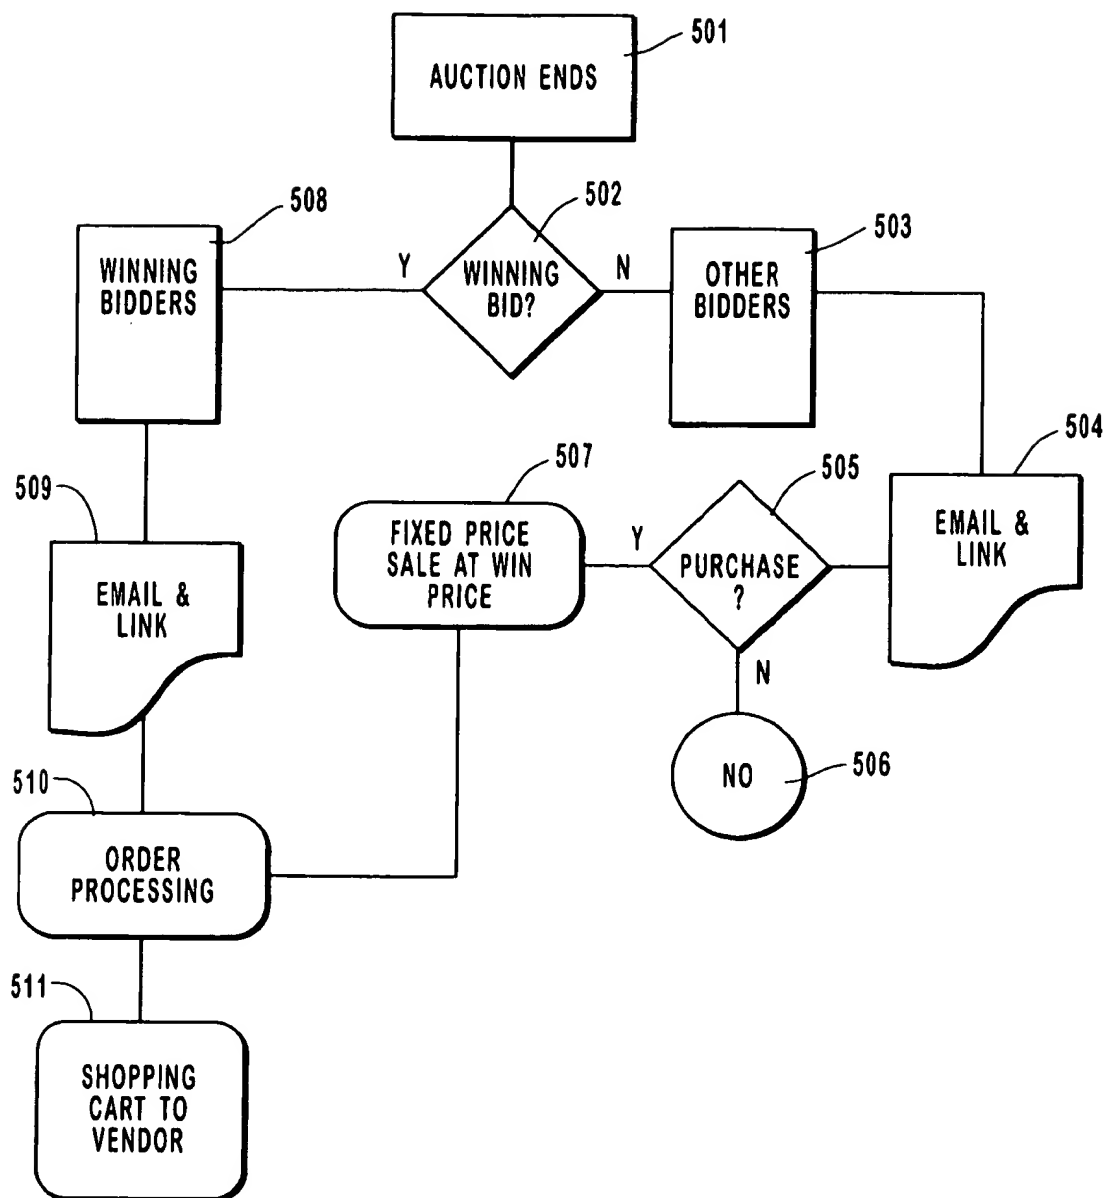 501
AUCTION ENDS
502
508
503
WINNING
BIDDERS
Y
WINNING
BID?
N
OTHER
BIDDERS
504
507
505
509
EMAIL &
LINK
FIXED PRICE
SALE AT WIN
PRICE
Y
PURCHASE
?
EMAIL &
LINK
N
NO
506
510
ORDER
PROCESSING
511
SHOPPING
CART TO
VENDOR